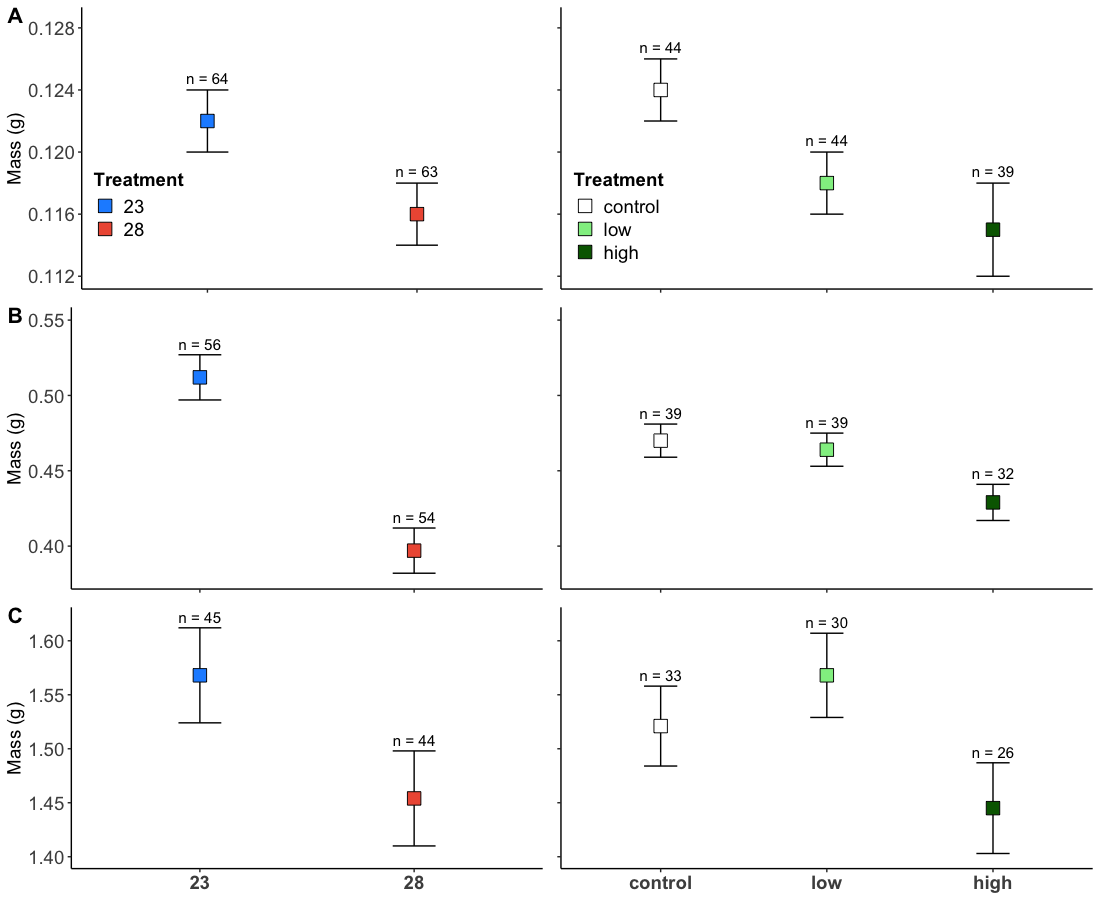 A
Mass (g)
0.128
0.124
0.120
0.116
0.112
n = 64
n = 63
Treatment
23
28
n = 44
n = 44
n = 39
Treatment
control
low
high
B
Mass (g)
0.55
0.50
0.45
0.40
n = 56
n = 54
n = 39
n = 39
n = 32
C
Mass (g)
1.60
1.55
1.50
1.45
1.40
n = 45
n = 44
n = 33
n = 30
n = 26
23 28
control low high